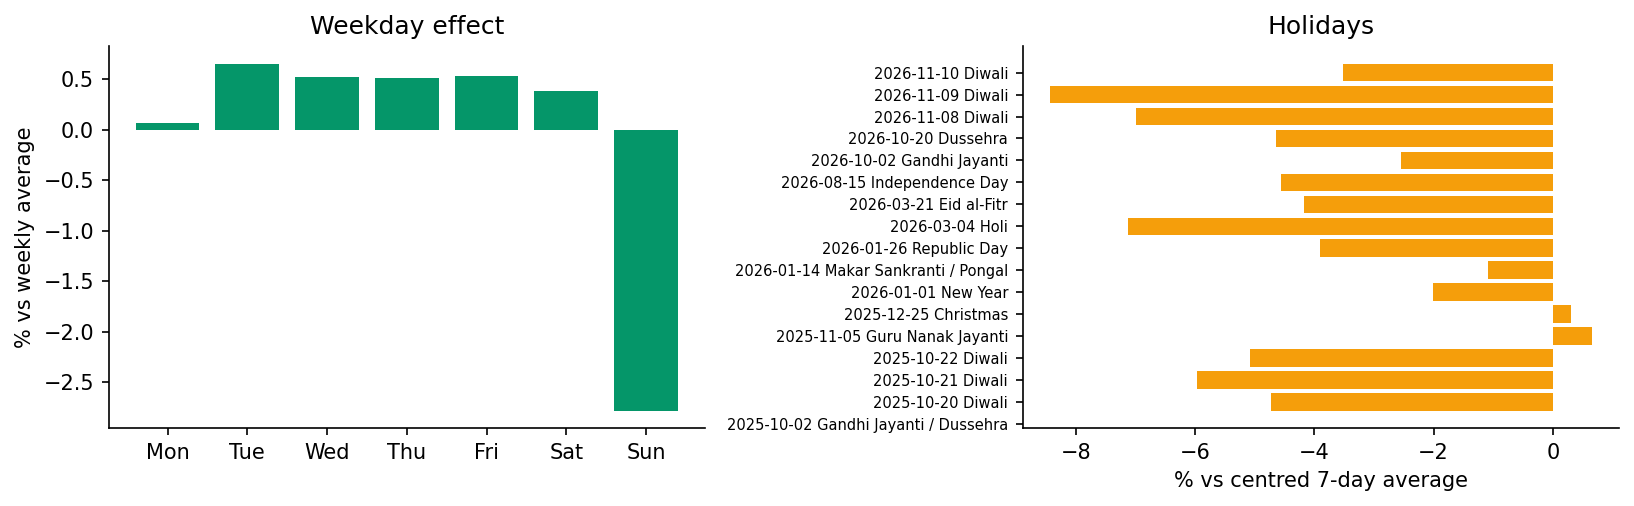 Weekday effect
% vs weekly average
0.5
0.0
−0.5
−1.0
−1.5
−2.0
−2.5
Mon Tue Wed Thu Fri Sat Sun
Holidays
2026-11-10 Diwali
2026-11-09 Diwali
2026-11-08 Diwali
2026-10-20 Dussehra
2026-10-02 Gandhi Jayanti
2026-08-15 Independence Day
2026-03-21 Eid al-Fitr
2026-03-04 Holi
2026-01-26 Republic Day
2026-01-14 Makar Sankranti / Pongal
2026-01-01 New Year
2025-12-25 Christmas
2025-11-05 Guru Nanak Jayanti
2025-10-22 Diwali
2025-10-21 Diwali
2025-10-20 Diwali
2025-10-02 Gandhi Jayanti / Dussehra
−8 −6 −4 −2 0
% vs centred 7-day average